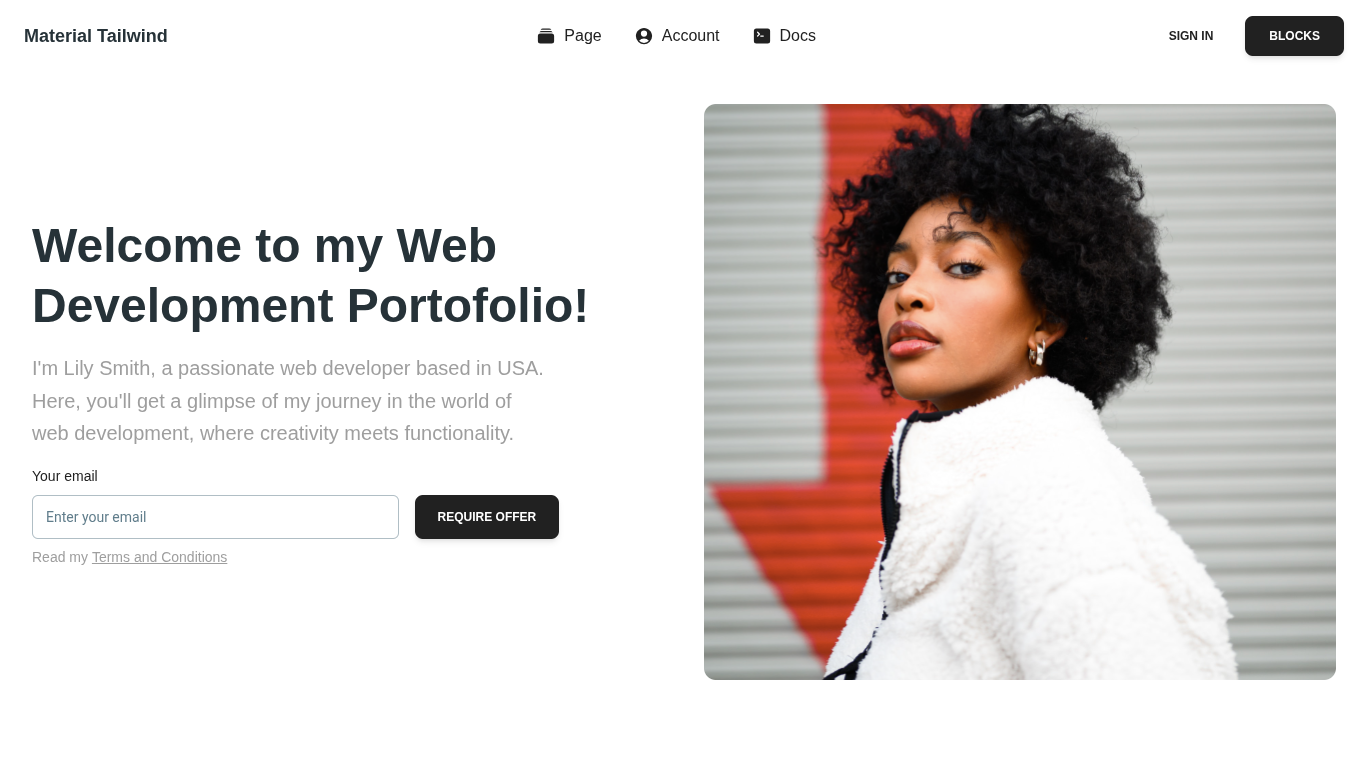 Material Tailwind
Page
Account
Docs
SIGN IN
BLOCKS
Welcome to my Web
Development Portofolio!
I'm Lily Smith, a passionate web developer based in USA.
Here, you'll get a glimpse of my journey in the world of
web development, where creativity meets functionality.
Your email
Enter your email
REQUIRE OFFER
Read my Terms and Conditions